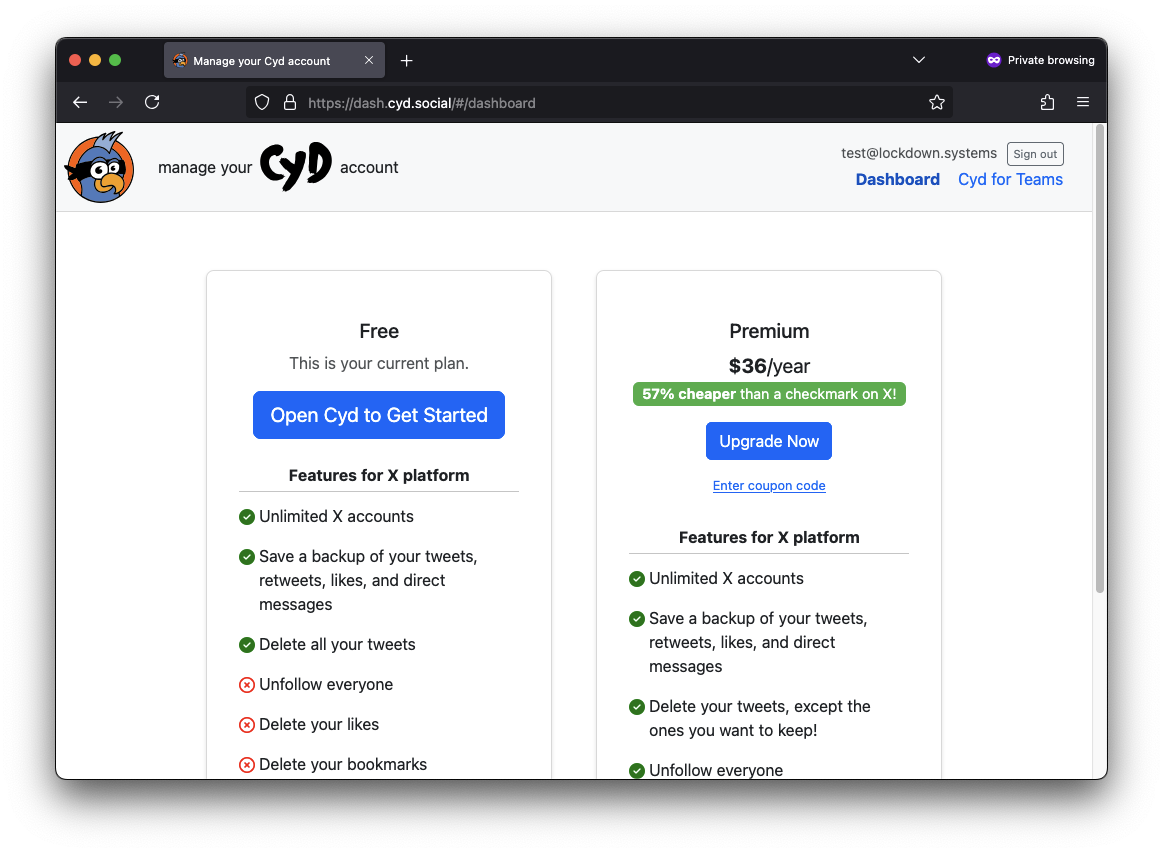 Manage your Cyd account
Private browsing
https://dash.cyd.social/#/dashboard
manage your CyD account
test@lockdown.systems
Sign out
Dashboard
Cyd for Teams
Free
This is your current plan.
Open Cyd to Get Started
Features for X platform
Unlimited X accounts
Save a backup of your tweets,
retweets, likes, and direct
messages
Delete all your tweets
Unfollow everyone
Delete your likes
Delete your bookmarks
Premium
$36/year
57% cheaper than a checkmark on X!
Upgrade Now
Enter coupon code
Features for X platform
Unlimited X accounts
Save a backup of your tweets,
retweets, likes, and direct
messages
Delete your tweets, except the
ones you want to keep!
Unfollow everyone